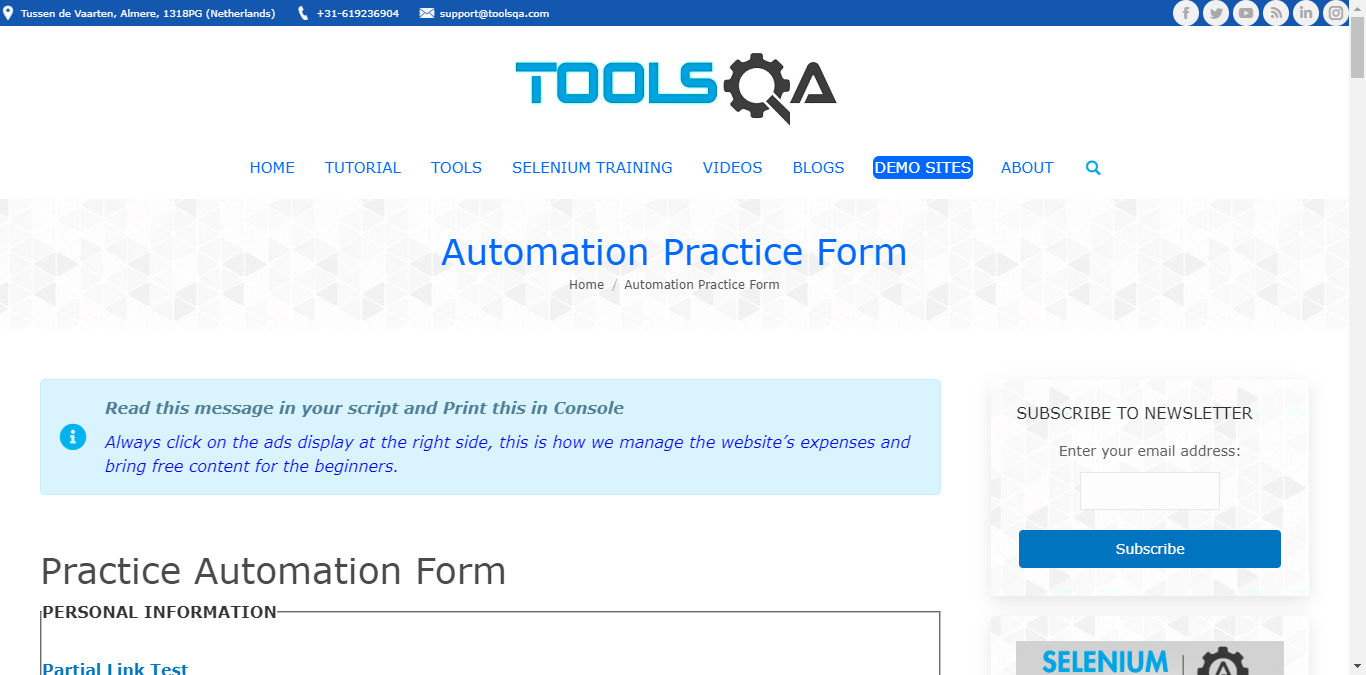 Tussen de Vaarten, Almere, 1318PG (Netherlands) +31-619236904 support@toolsqa.com
TOOLSQA
HOME TUTORIAL TOOLS SELENIUM TRAINING VIDEOS BLOGS DEMO SITES ABOUT
Automation Practice Form
Home / Automation Practice Form
Read this message in your script and Print this in Console
Always click on the ads display at the right side, this is how we manage the website’s expenses and
bring free content for the beginners.
Practice Automation Form
PERSONAL INFORMATION
Partial Link Test
SUBSCRIBE TO NEWSLETTER
Enter your email address:
Subscribe
SELENIUM